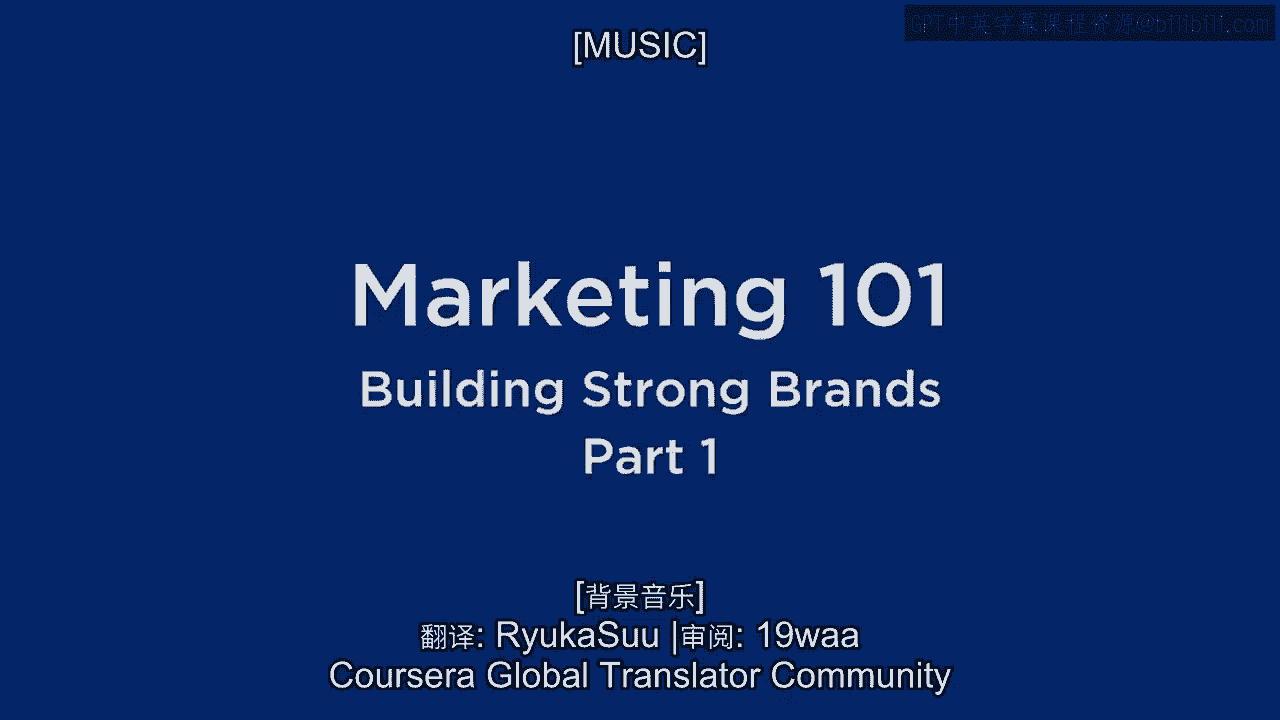 GPT中英字幕课程资源@bilibili.com
[MUSIC]
Marketing 101
Building Strong Brands
Part 1
[背景音乐]
翻译: RyukaSuu |审阅: 19waa
Coursera Global Translator Community